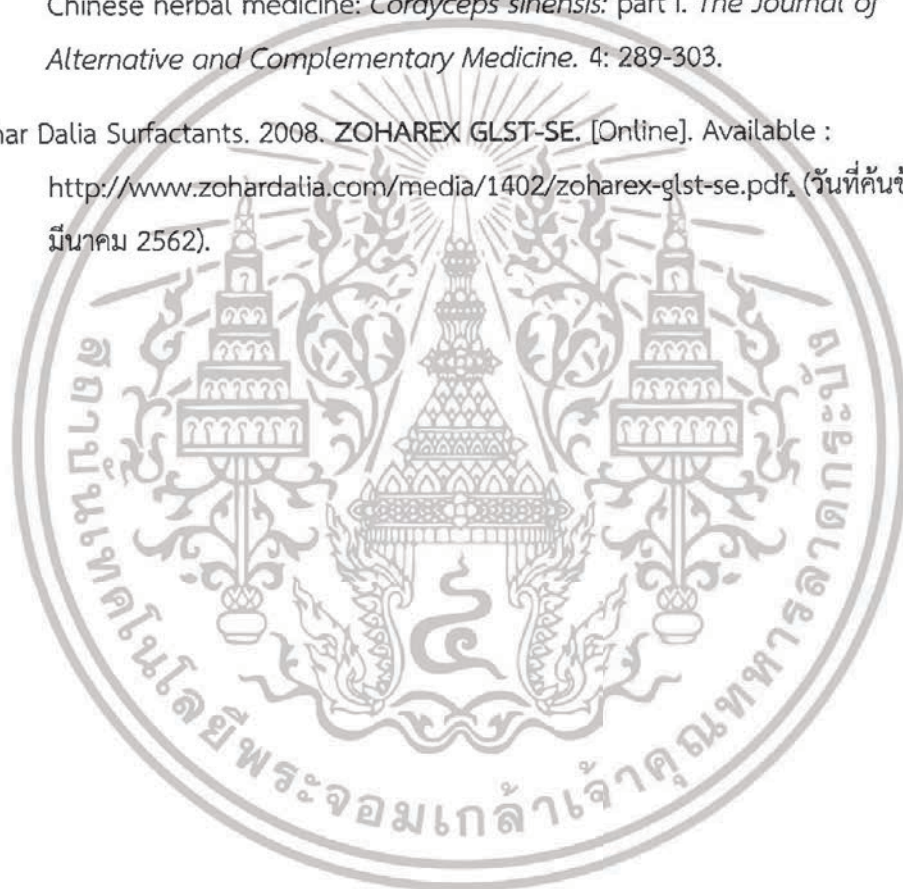 Chinese herbal medicine: Cordyceps sinensis: part I. The Journal of
Alternative and Complementary Medicine. 4: 289-303.
Dalia Surfactants. 2008. ZOHAREX GLST-SE. [Online]. Available :
http://www.zohardalia.com/media/1402/zoharex-glst-se.pdf. (วันที่ค้น
มีนาคม 2562).
สถาบันเทคโนโลยีพระจอมเกล้าเจ้าคุณทหารลาดกระบัง
๔